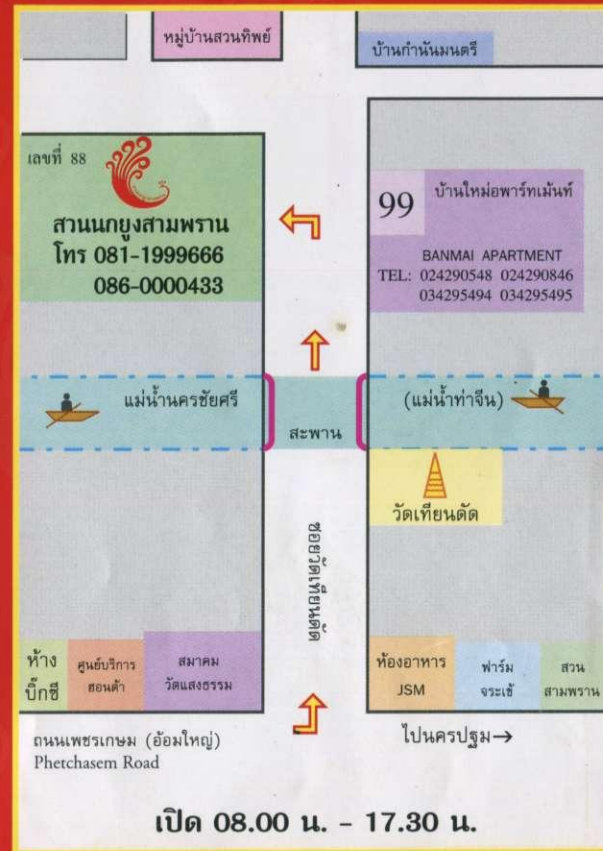 หมู่บ้านสวนทิพย์
บ้านกำนันมนตรี
เลขที่ 88
สวนนกยูงสามพราน
โทร 081-1999666
086-0000433
99
บ้านใหม่อพาร์ทเม้นท์
BANMAI APARTMENT
TEL: 024290548 024290846
034295494 034295495
แม่น้ำนครชัยศรี
สะพาน
(แม่น้ำท่าจีน)
วัดเทียนดัด
ซอยวัดเทียนดัด
ห้าง
บิ๊กซี
ศูนย์บริการ
ฮอนด้า
สมาคม
วัดแสงธรรม
ห้องอาหาร
JSM
ฟาร์ม
จระเข้
สวน
สามพราน
ถนนเพชรเกษม (อ้อมใหญ่)
Phetchasem Road
ไปนครปฐม→
เปิด 08.00 น. - 17.30 น.